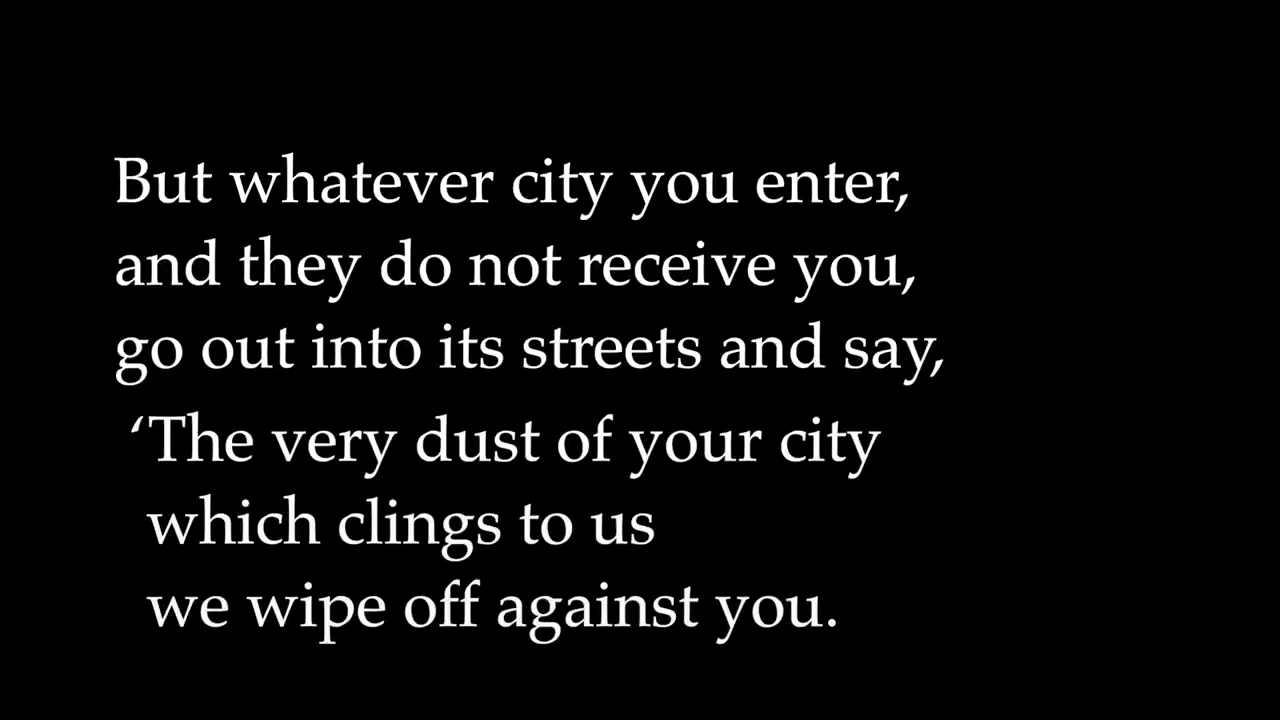 But whatever city you enter,
and they do not receive you,
go out into its streets and say,
‘The very dust of your city
which clings to us
we wipe off against you.